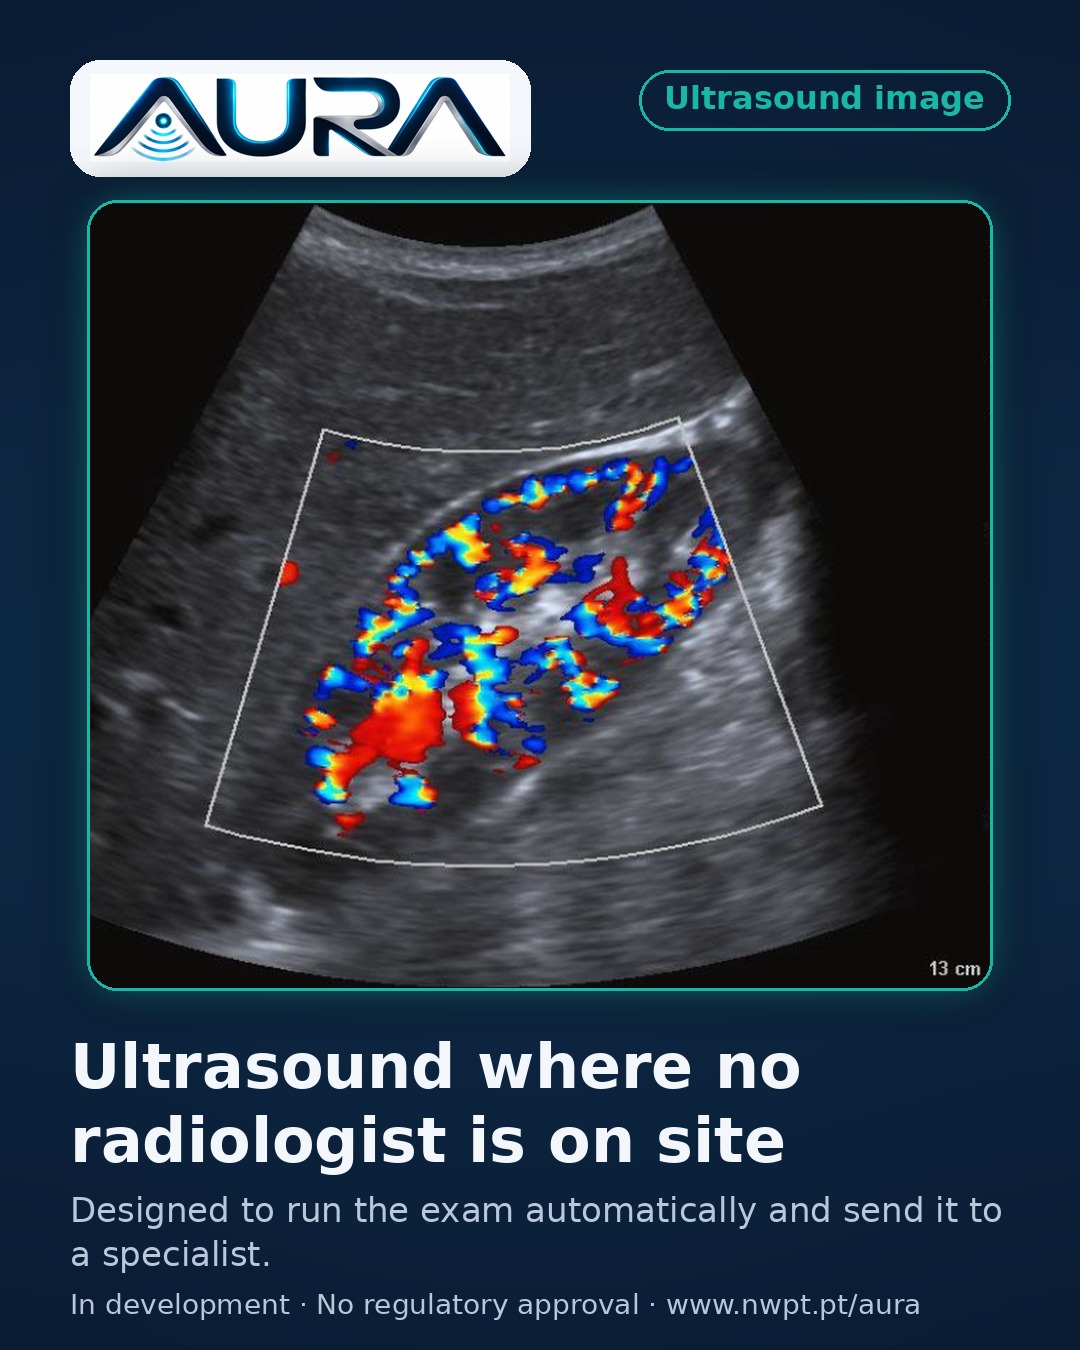 AURA
Ultrasound image
13 cm
Ultrasound where no
radiologist is on site
Designed to run the exam automatically and send it to
a specialist.
In development · No regulatory approval · www.nwpt.pt/aura